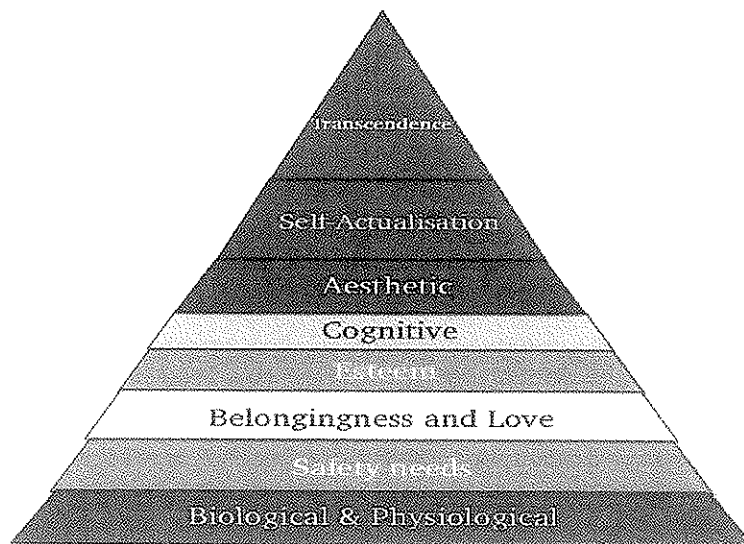 Transcendence
Self-Actualisation
Aesthetic
Cognitive
Esteem
Belongingness and Love
Safety needs
Biological & Physiological